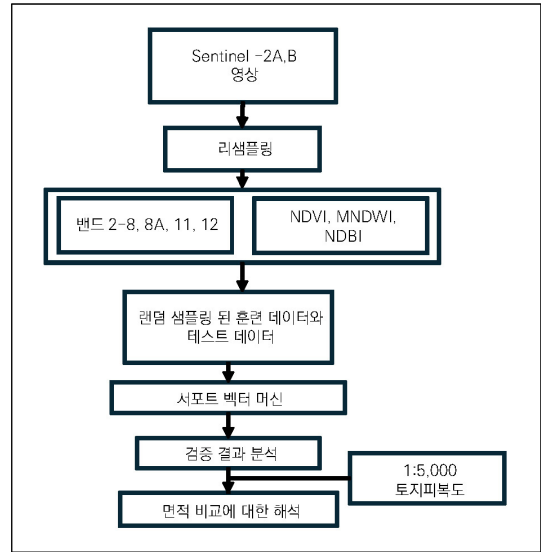 Sentinel -2A,B
영상
리샘플링
밴드 2-8, 8A, 11, 12
NDVI, MNDWI,
NDBI
랜덤 샘플링 된 훈련 데이터와
테스트 데이터
서포트 벡터 머신
검증 결과 분석
1:5,000
토지피복도
면적 비교에 대한 해석